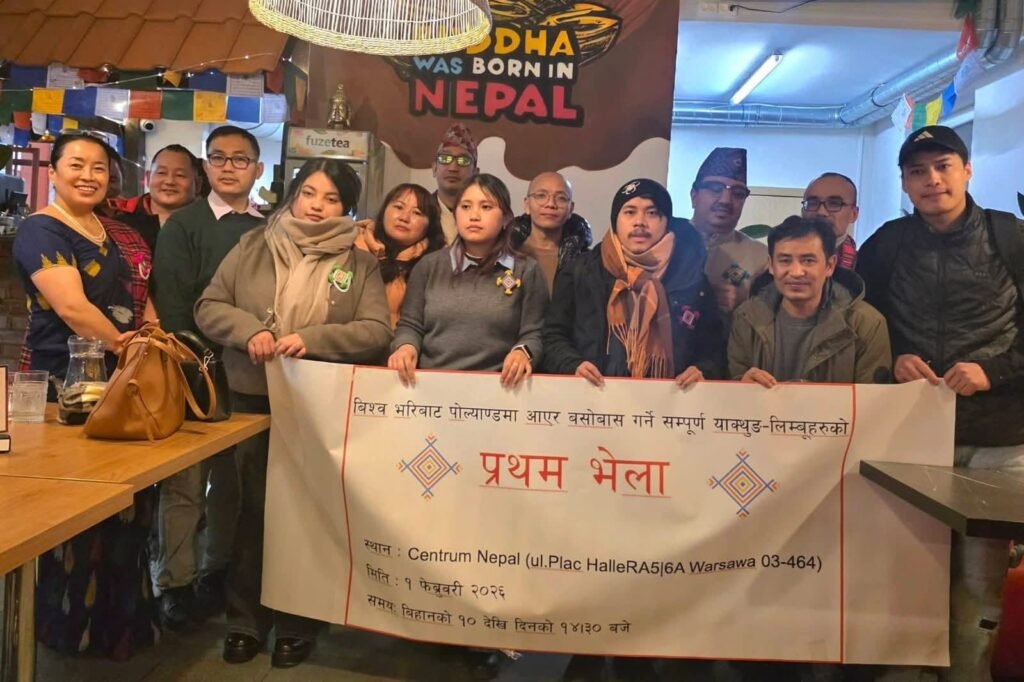 BUDDHA
WAS BORN IN
NEPAL
fuzetea
बिश्व भरिबाट पोल्याण्डमा आएर बसोबास गर्ने सम्पूर्ण याक्थुङ-लिम्बूहरुको
प्रथम भेला
स्थान : Centrum Nepal (ul.Plac HalleRA5|6A Warsawa 03-464)
मिति : १ फेब्रुवरी २०२६
समय: बिहानको १० देखि दिनको १४।३० बजे